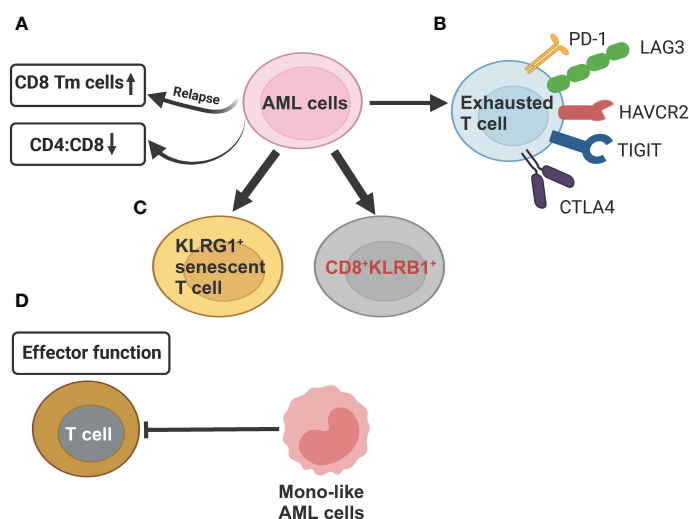 A
CD8 Tm cells↑
Relapse
CD4:CD8↓
AML cells
B
Exhausted
T cell
PD-1
LAG3
HAVCR2
TIGIT
CTLA4
C
KLRG1⁺
senescent
T cell
CD8⁺KLRB1⁺
D
Effector function
T cell
Mono-like
AML cells